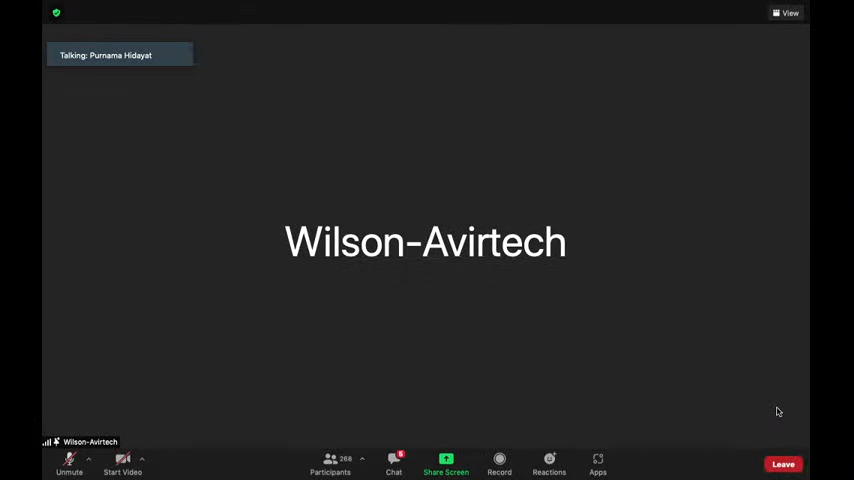 View
Talking: Purnama Hidayat
Wilson-Avirtech
Wilson-Avirtech
Unmute
Start Video
268
Participants
5
Chat
Share Screen
Record
Reactions
Apps
Leave